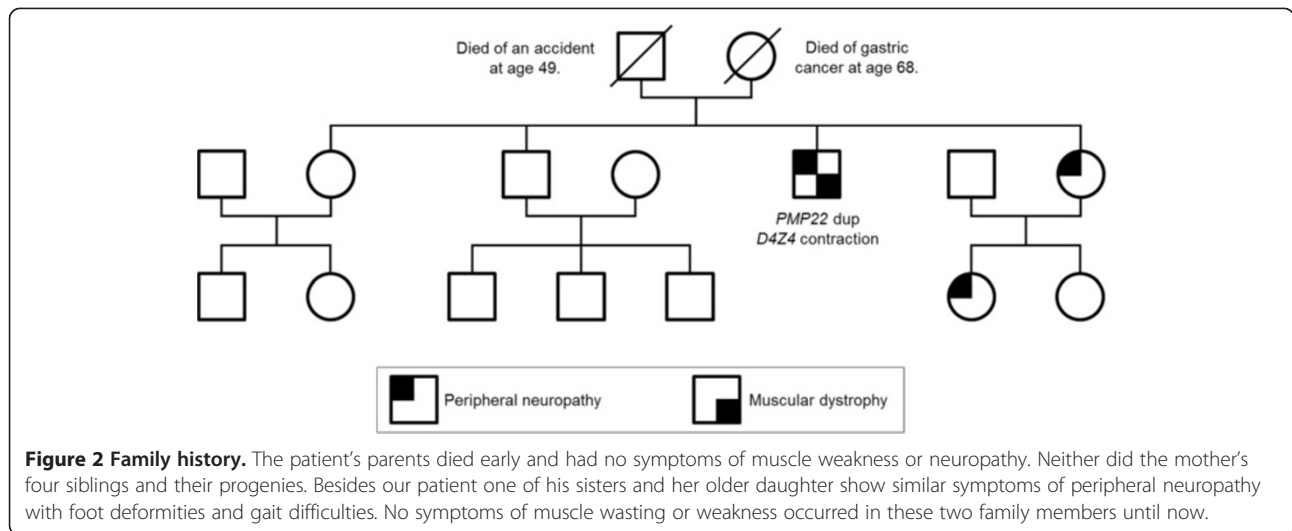 Died of an accident
at age 49.
Died of gastric
cancer at age 68.
PMP22 dup
D4Z4 contraction
Peripheral neuropathy
Muscular dystrophy
Figure 2 Family history. The patient's parents died early and had no symptoms of muscle weakness or neuropathy. Neither did the mother's
four siblings and their progenies. Besides our patient one of his sisters and her older daughter show similar symptoms of peripheral neuropathy
with foot deformities and gait difficulties. No symptoms of muscle wasting or weakness occurred in these two family members until now.